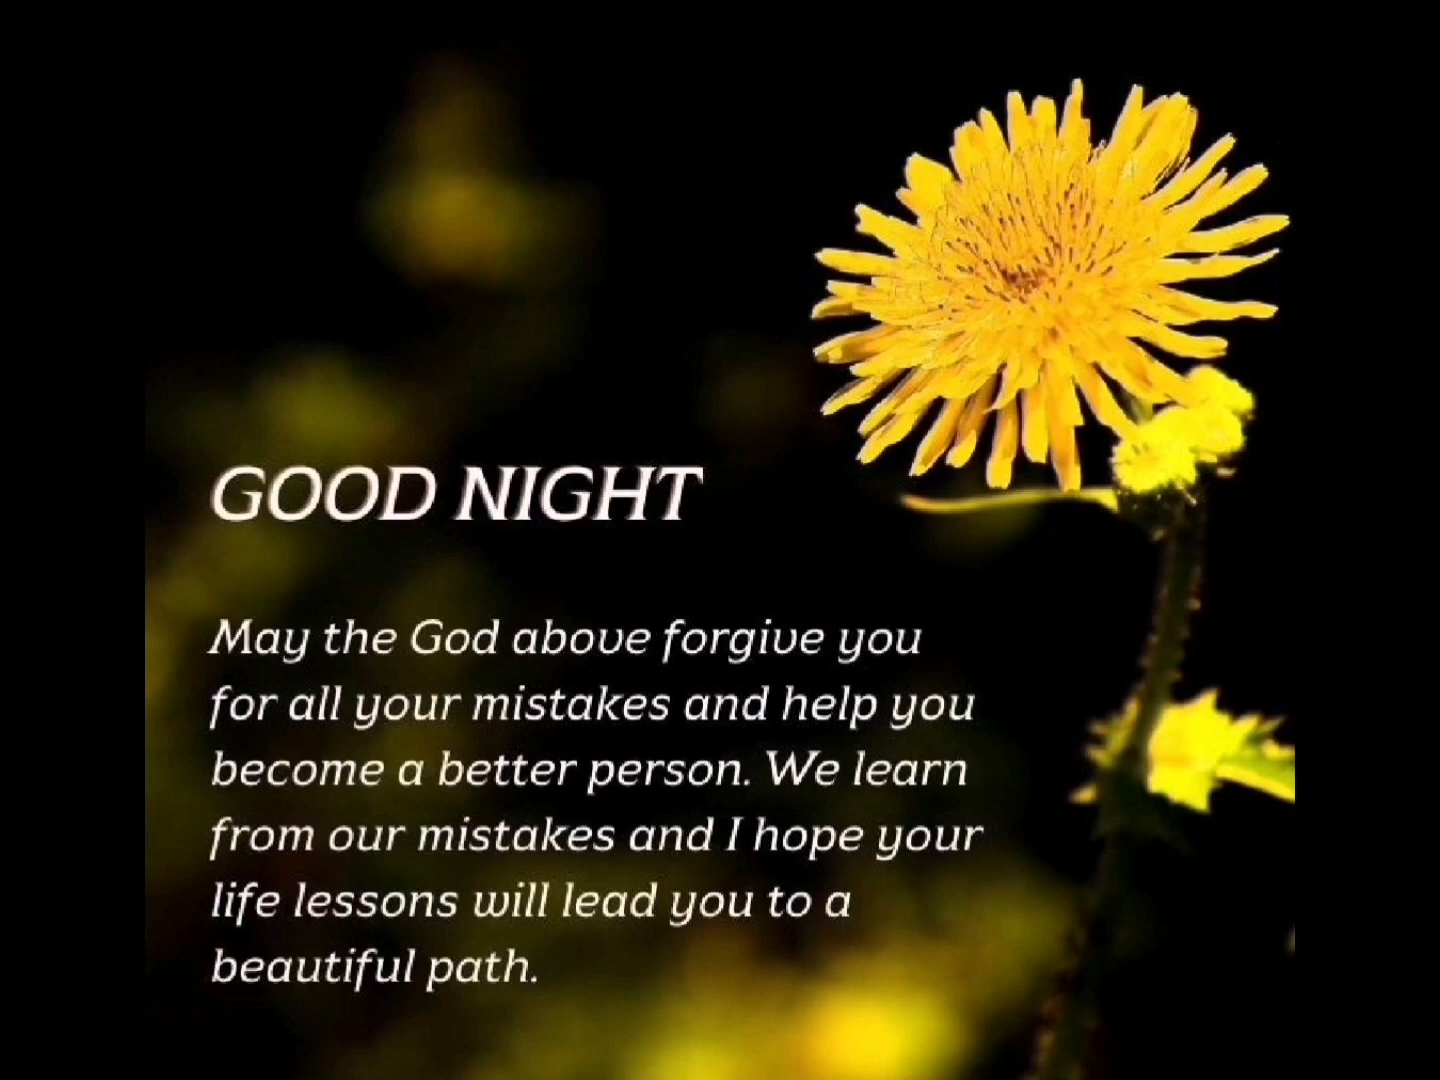 GOOD NIGHT
May the God above forgive you
for all your mistakes and help you
become a better person. We learn
from our mistakes and I hope your
life lessons will lead you to a
beautiful path.